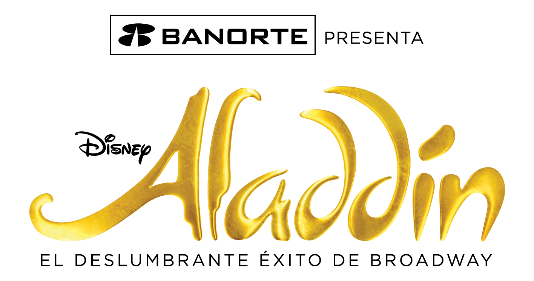 BANORTE PRESENTA
Disney
Aladdin
EL DESLUMBRANTE ÉXITO DE BROADWAY